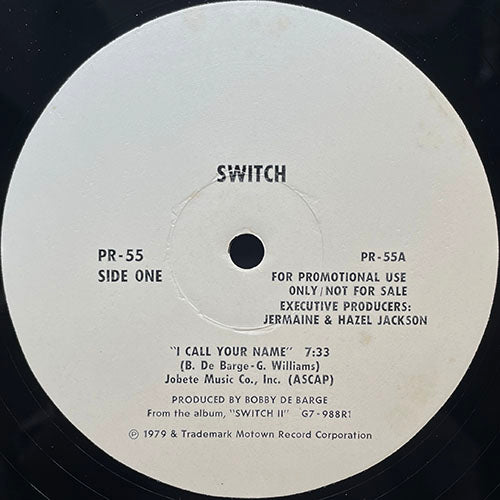 SWITCH
PR-55
SIDE ONE
PR-55A
FOR PROMOTIONAL USE
ONLY/NOT FOR SALE
EXECUTIVE PRODUCERS:
JERMAINE & HAZEL JACKSON
"I CALL YOUR NAME" 7:33
(B. De Barge-G. Williams)
Jobete Music Co., Inc. (ASCAP)
PRODUCED BY BOBBY DE BARGE
From the album, "SWITCH II" G7-988R1
℗ 1979 & Trademark Motown Record Corporation